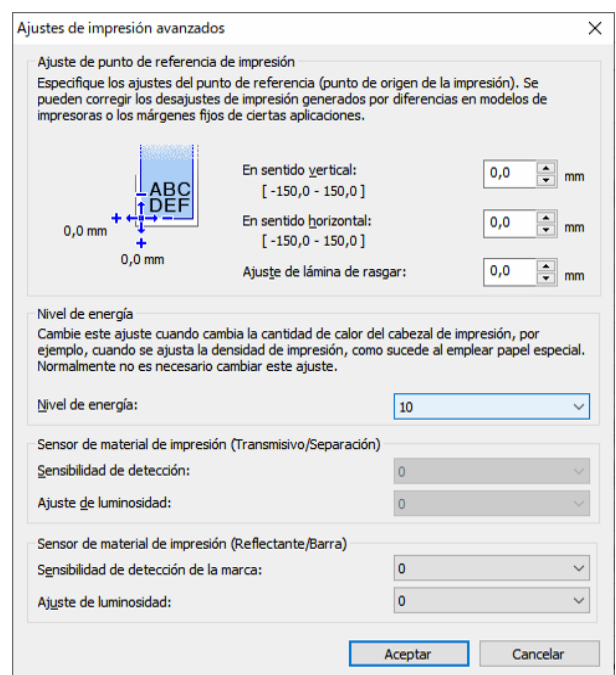 Ajustes de impresión avanzados
Ajuste de punto de referencia de impresión
Especifique los ajustes del punto de referencia (punto de origen de la impresión). Se
pueden corregir los desajustes de impresión generados por diferencias en modelos de
impresoras o los márgenes fijos de ciertas aplicaciones.
ABC
DEF
0,0 mm
0,0 mm
En sentido vertical: 0,0 mm
[ -150,0 - 150,0 ]
En sentido horizontal: 0,0 mm
[ -150,0 - 150,0 ]
Ajuste de lámina de rasgar: 0,0 mm
Nivel de energía
Cambie este ajuste cuando cambia la cantidad de calor del cabezal de impresión, por
ejemplo, cuando se ajusta la densidad de impresión, como sucede al emplear papel especial.
Normalmente no es necesario cambiar este ajuste.
Nivel de energía: 10
Sensor de material de impresión (Transmisivo/Separación)
Sensibilidad de detección: 0
Ajuste de luminosidad: 0
Sensor de material de impresión (Reflectante/Barra)
Sensibilidad de detección de la marca: 0
Ajuste de luminosidad: 0
Aceptar Cancelar